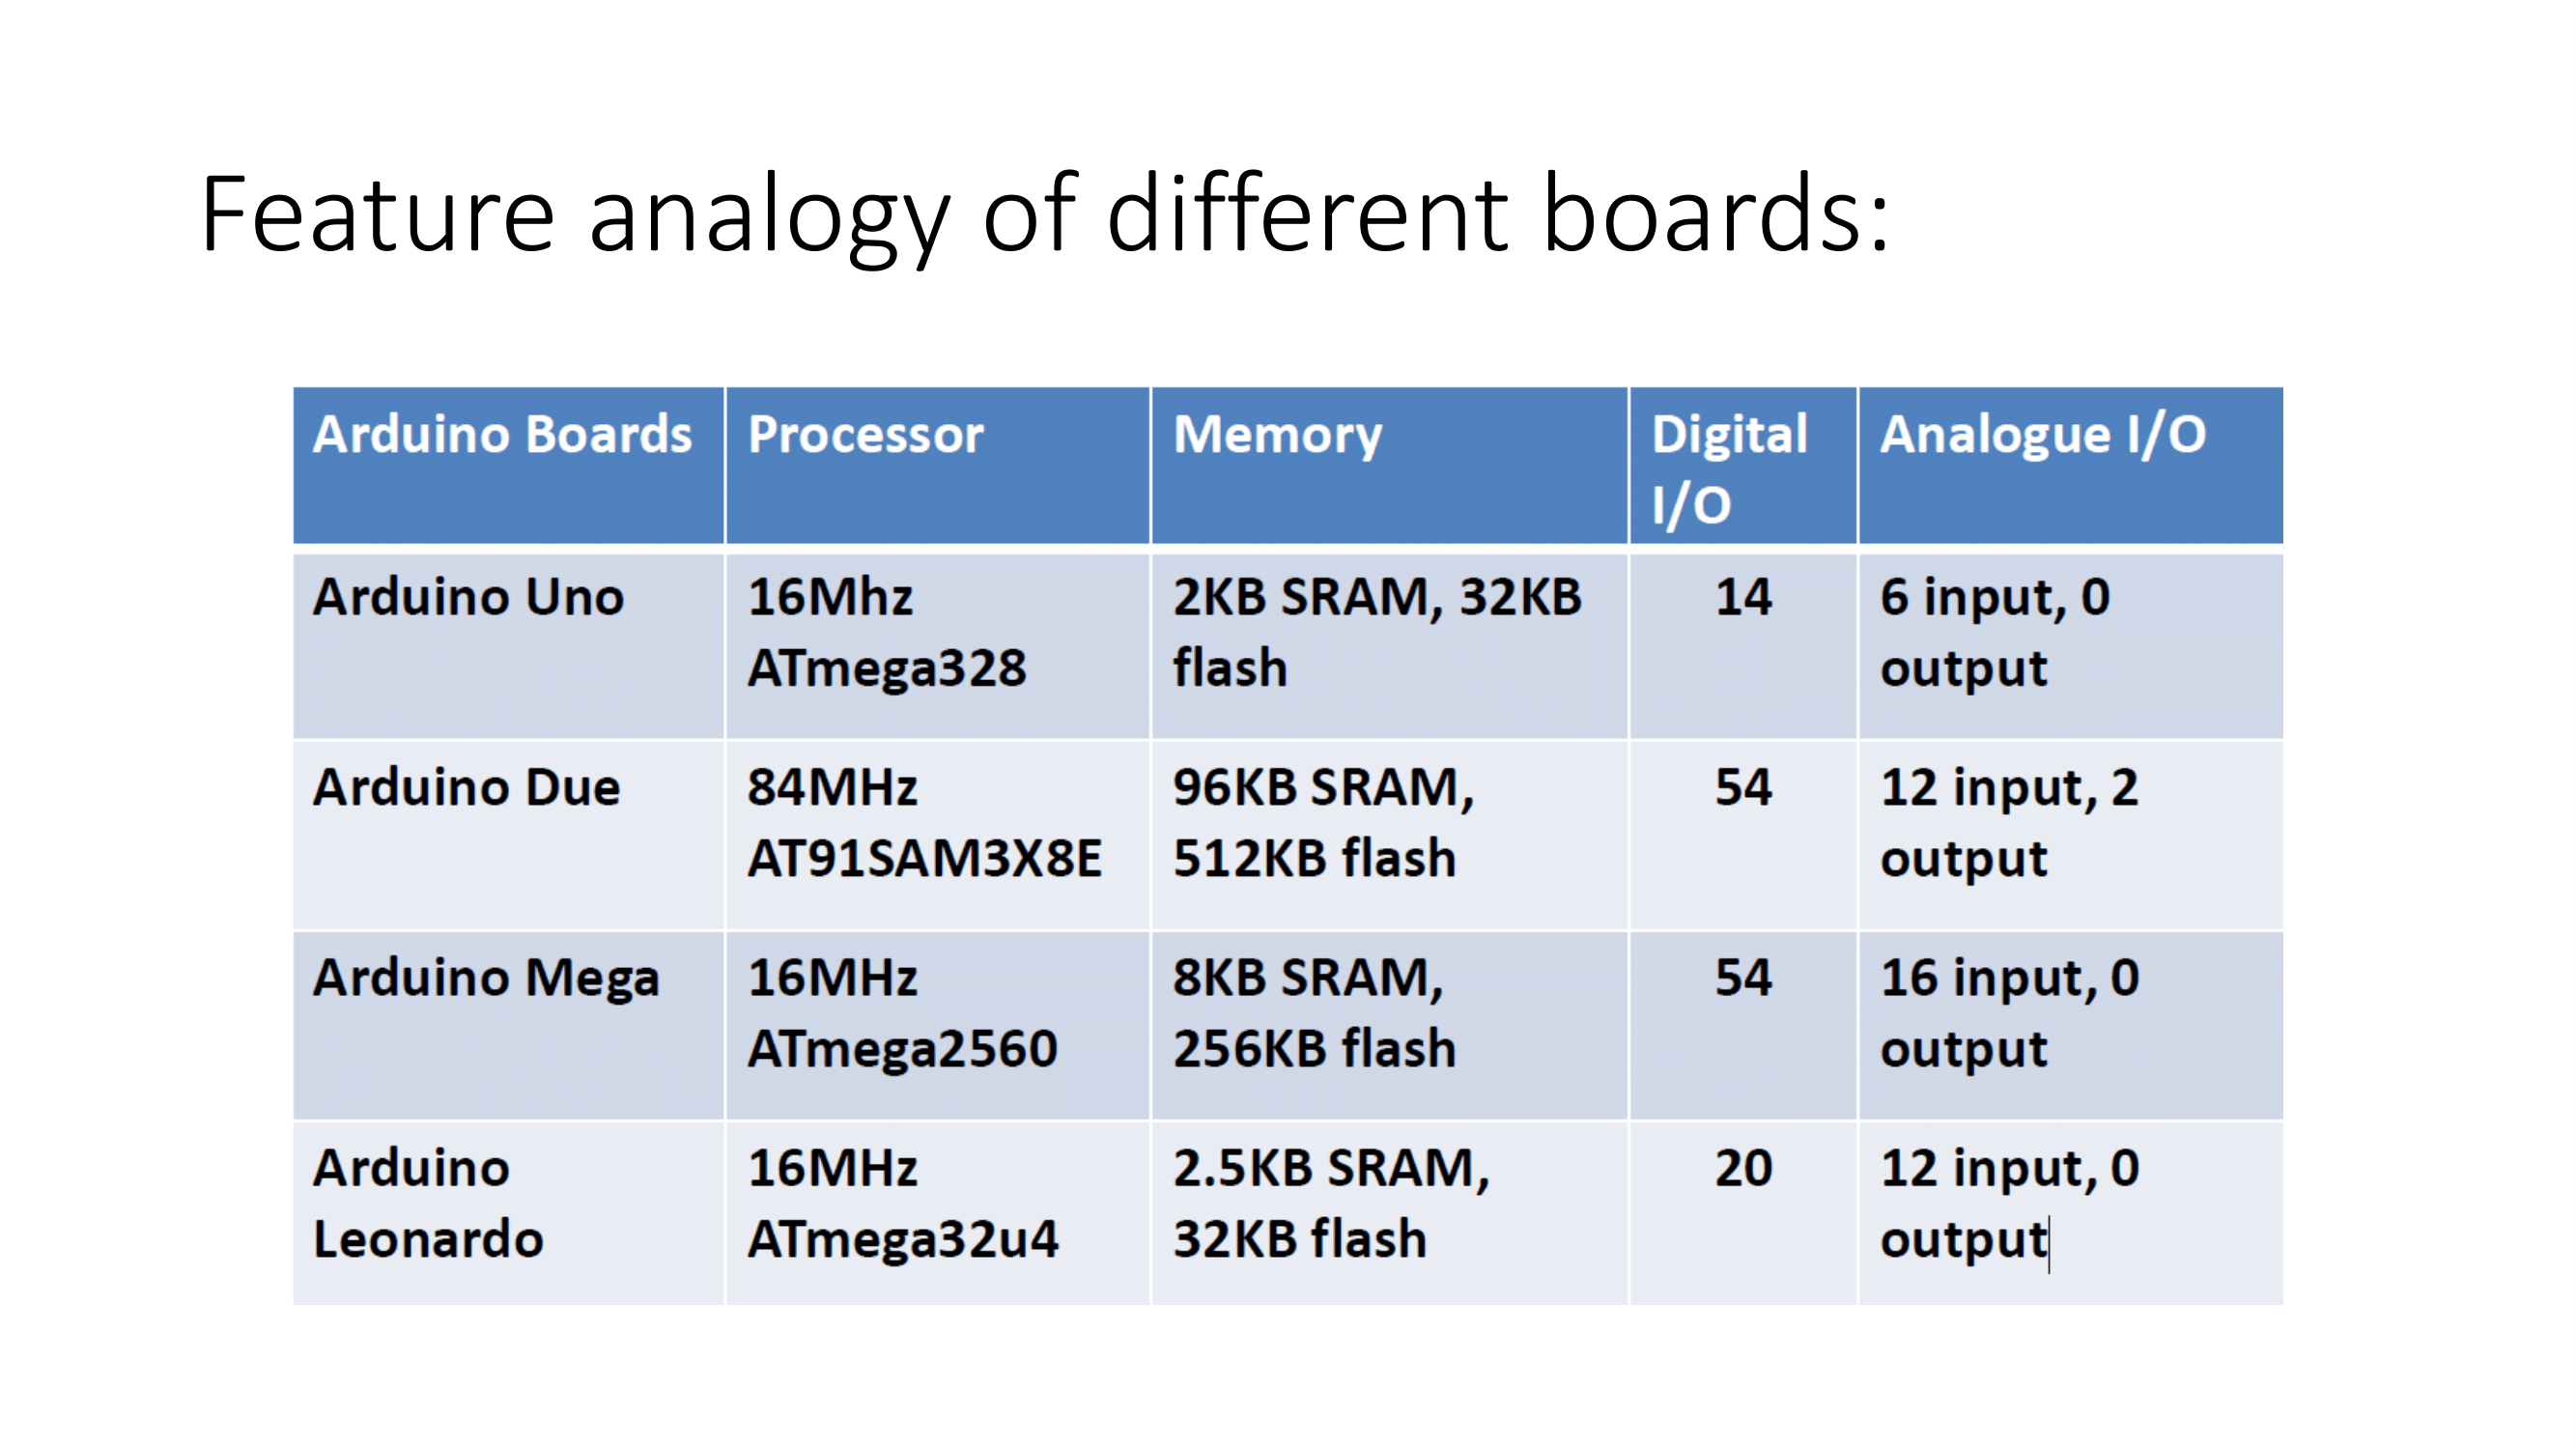 Feature analogy of different boards:
Arduino Boards
Processor
Memory
Digital
I/O
Analogue I/O
Arduino Uno
16Mhz
ATmega328
2KB SRAM, 32KB
flash
14
6 input, 0
output
Arduino Due
84MHz
AT91SAM3X8E
96KB SRAM,
512KB flash
54
12 input, 2
output
Arduino Mega
16MHz
ATmega2560
8KB SRAM,
256KB flash
54
16 input, 0
output
Arduino
Leonardo
16MHz
ATmega32u4
2.5KB SRAM,
32KB flash
20
12 input, 0
output